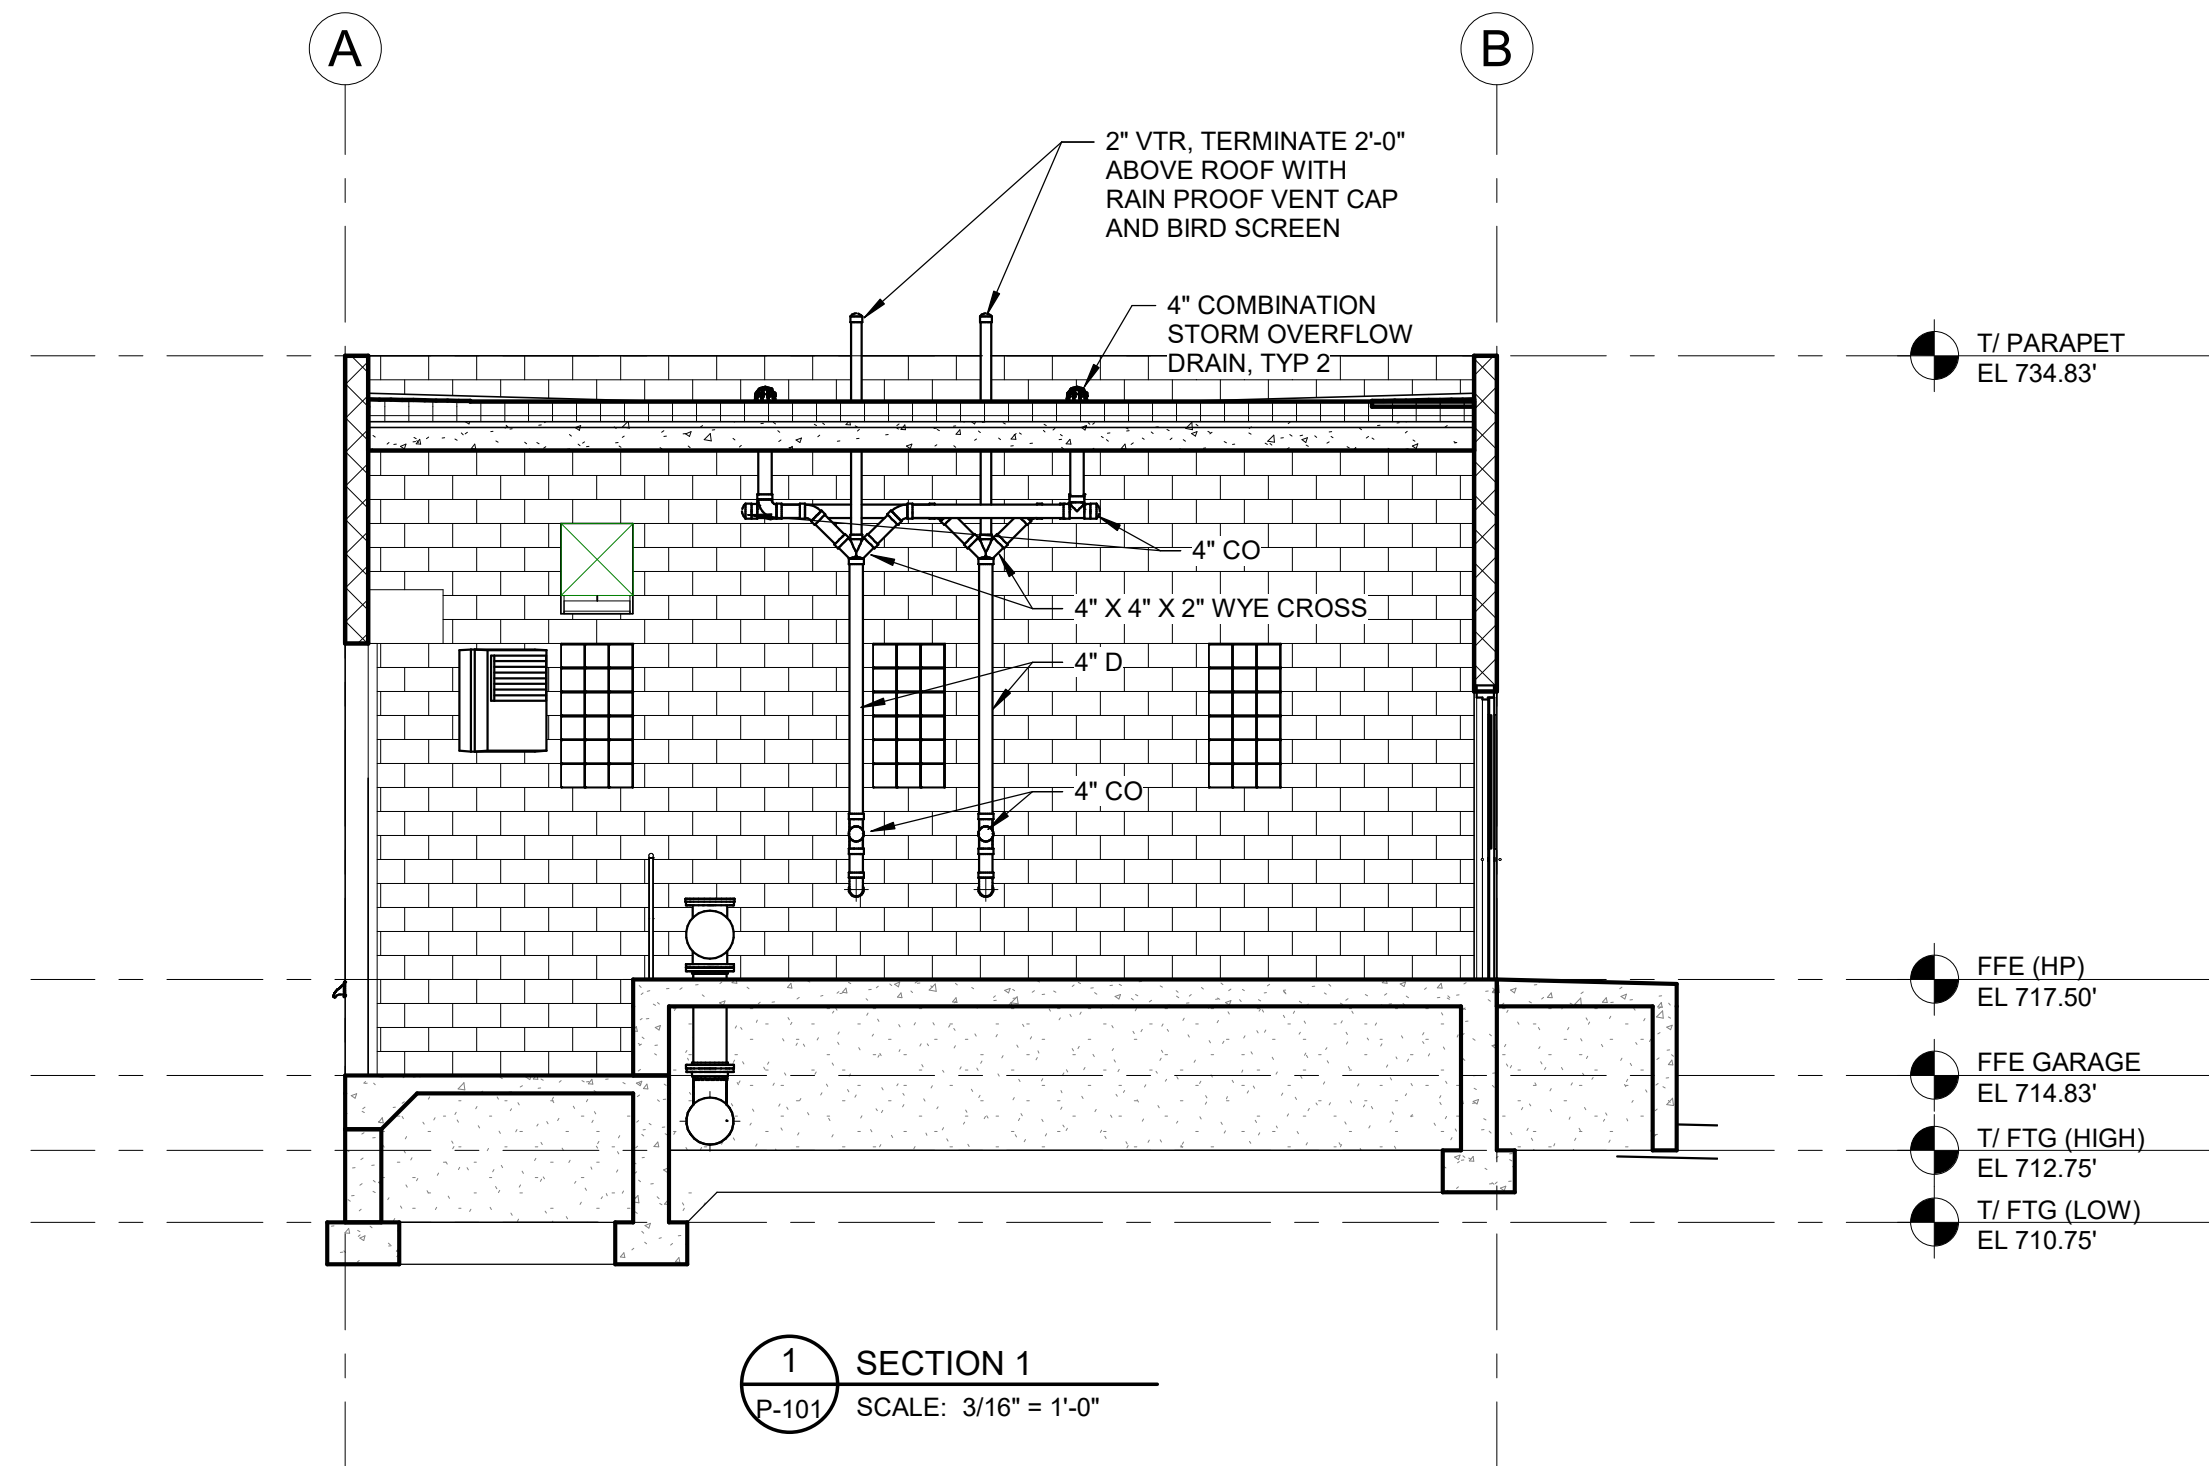 A
B
2" VTR, TERMINATE 2'-0"
ABOVE ROOF WITH
RAIN PROOF VENT CAP
AND BIRD SCREEN
4" COMBINATION
STORM OVERFLOW
DRAIN, TYP 2
T/ PARAPET
EL 734.83'
4" CO
4" X 4" X 2" WYE CROSS
4" D
4" CO
FFE (HP)
EL 717.50'
FFE GARAGE
EL 714.83'
T/ FTG (HIGH)
EL 712.75'
T/ FTG (LOW)
EL 710.75'
1
SECTION 1
P-101
SCALE: 3/16" = 1'-0"